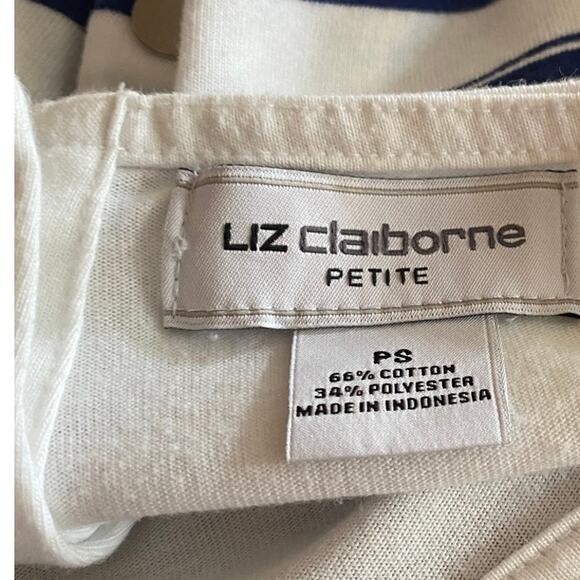 LIZ claiborne
PETITE
PS
66% COTTON
34% POLYESTER
MADE IN INDONESIA